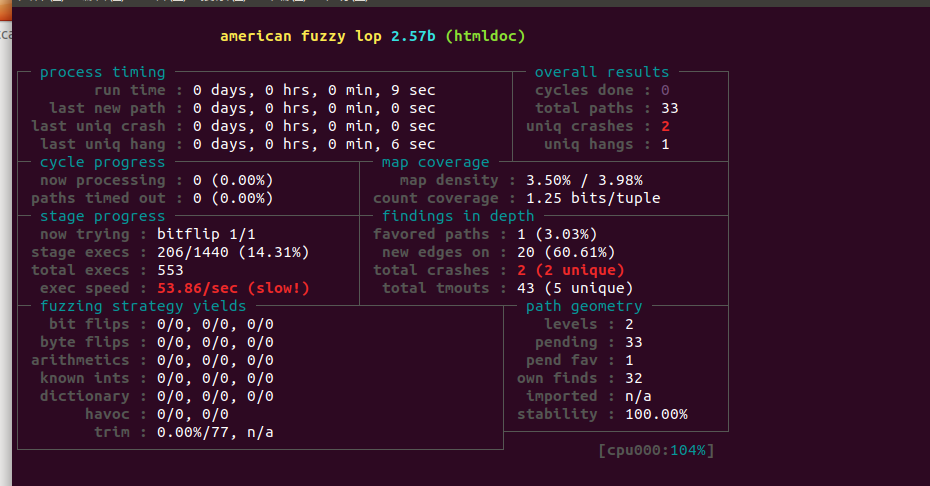 american fuzzy lop 2.57b (htmldoc)
process timing
run time : 0 days, 0 hrs, 0 min, 9 sec
last new path : 0 days, 0 hrs, 0 min, 0 sec
last uniq crash : 0 days, 0 hrs, 0 min, 0 sec
last uniq hang : 0 days, 0 hrs, 0 min, 6 sec
overall results
cycles done : 0
total paths : 33
uniq crashes : 2
uniq hangs : 1
cycle progress
now processing : 0 (0.00%)
paths timed out : 0 (0.00%)
map coverage
map density : 3.50% / 3.98%
count coverage : 1.25 bits/tuple
stage progress
now trying : bitflip 1/1
stage execs : 206/1440 (14.31%)
total execs : 553
exec speed : 53.86/sec (slow!)
findings in depth
favored paths : 1 (3.03%)
new edges on : 20 (60.61%)
total crashes : 2 (2 unique)
total tmouts : 43 (5 unique)
fuzzing strategy yields
bit flips : 0/0, 0/0, 0/0
byte flips : 0/0, 0/0, 0/0
arithmetics : 0/0, 0/0, 0/0
known ints : 0/0, 0/0, 0/0
dictionary : 0/0, 0/0, 0/0
havoc : 0/0, 0/0
trim : 0.00%/77, n/a
path geometry
levels : 2
pending : 33
pend fav : 1
own finds : 32
imported : n/a
stability : 100.00%
[cpu000:104%]